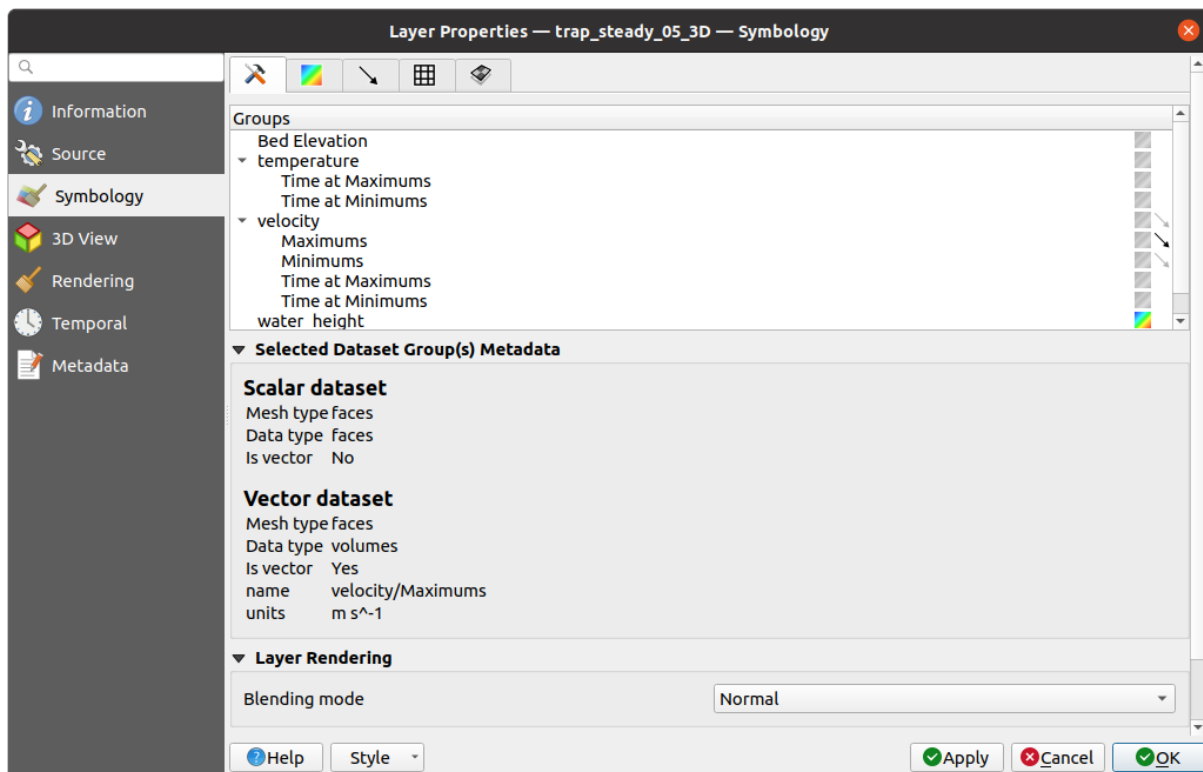 Layer Properties — trap_steady_05_3D — Symbology
Information
Source
Symbology
3D View
Rendering
Temporal
Metadata
Groups
Bed Elevation
temperature
Time at Maximums
Time at Minimums
velocity
Maximums
Minimums
Time at Maximums
Time at Minimums
water_height
Selected Dataset Group(s) Metadata
Scalar dataset
Mesh type faces
Data type faces
Is vector No
Vector dataset
Mesh type faces
Data type volumes
Is vector Yes
name velocity/Maximums
units m s^-1
Layer Rendering
Blending mode Normal
Help Style Apply Cancel OK